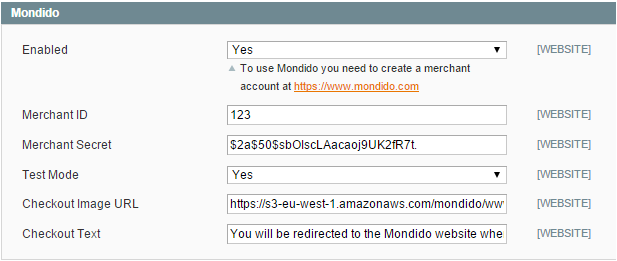 Mondido
Enabled Yes [WEBSITE]
To use Mondido you need to create a merchant
account at https://www.mondido.com
Merchant ID 123 [WEBSITE]
Merchant Secret $2a$50$sbOlscLAacaoj9UK2fR7t. [WEBSITE]
Test Mode Yes [WEBSITE]
Checkout Image URL https://s3-eu-west-1.amazonaws.com/mondido/ww [WEBSITE]
Checkout Text You will be redirected to the Mondido website whe [WEBSITE]